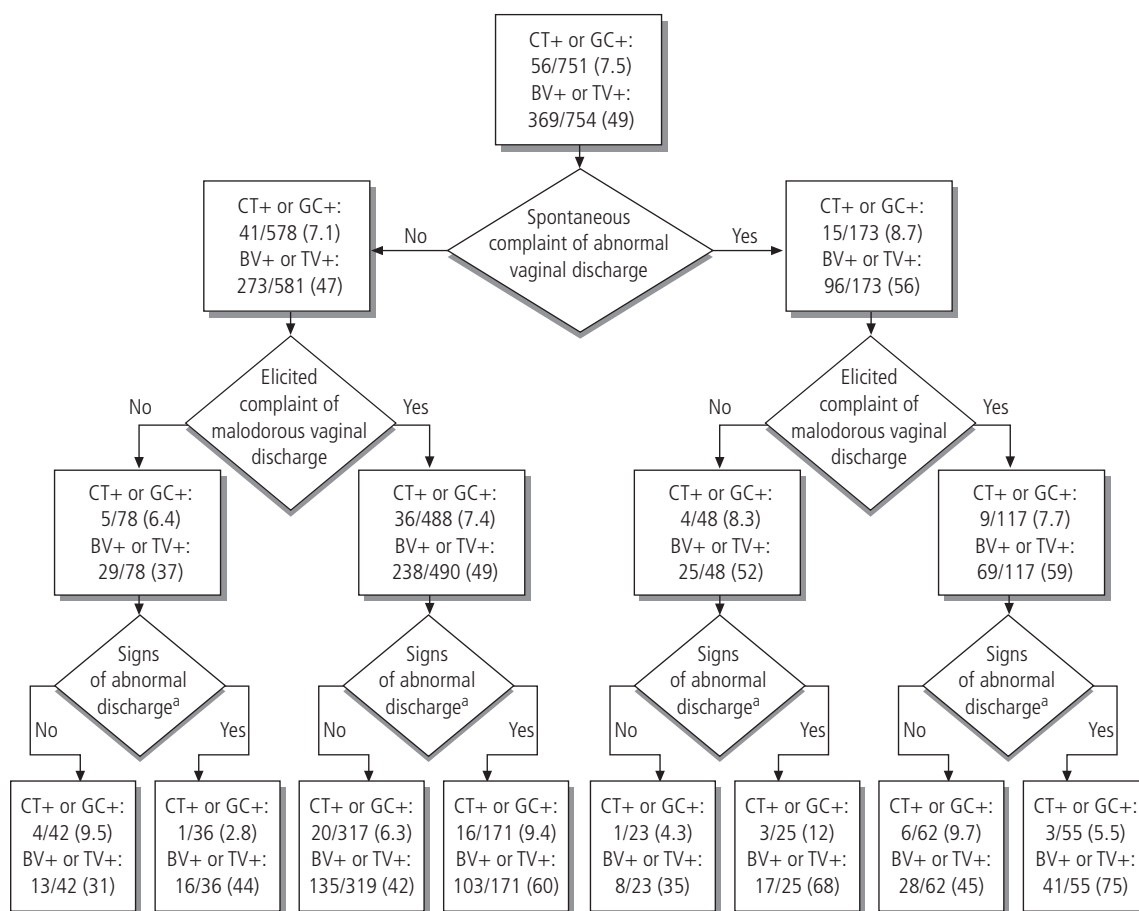 CT+ or GC+:
56/751 (7.5)
BV+ or TV+:
369/754 (49)
Spontaneous
complaint of abnormal
vaginal discharge
No
Yes
CT+ or GC+:
41/578 (7.1)
BV+ or TV+:
273/581 (47)
CT+ or GC+:
15/173 (8.7)
BV+ or TV+:
96/173 (56)
Elicited
complaint of
malodorous vaginal
discharge
No
Yes
Elicited
complaint of
malodorous vaginal
discharge
No
Yes
CT+ or GC+:
5/78 (6.4)
BV+ or TV+:
29/78 (37)
CT+ or GC+:
36/488 (7.4)
BV+ or TV+:
238/490 (49)
CT+ or GC+:
4/48 (8.3)
BV+ or TV+:
25/48 (52)
CT+ or GC+:
9/117 (7.7)
BV+ or TV+:
69/117 (59)
Signs
of abnormal
dischargeᵃ
No
Yes
Signs
of abnormal
dischargeᵃ
No
Yes
Signs
of abnormal
dischargeᵃ
No
Yes
Signs
of abnormal
dischargeᵃ
No
Yes
CT+ or GC+:
4/42 (9.5)
BV+ or TV+:
13/42 (31)
CT+ or GC+:
1/36 (2.8)
BV+ or TV+:
16/36 (44)
CT+ or GC+:
20/317 (6.3)
BV+ or TV+:
135/319 (42)
CT+ or GC+:
16/171 (9.4)
BV+ or TV+:
103/171 (60)
CT+ or GC+:
1/23 (4.3)
BV+ or TV+:
8/23 (35)
CT+ or GC+:
3/25 (12)
BV+ or TV+:
17/25 (68)
CT+ or GC+:
6/62 (9.7)
BV+ or TV+:
28/62 (45)
CT+ or GC+:
3/55 (5.5)
BV+ or TV+:
41/55 (75)